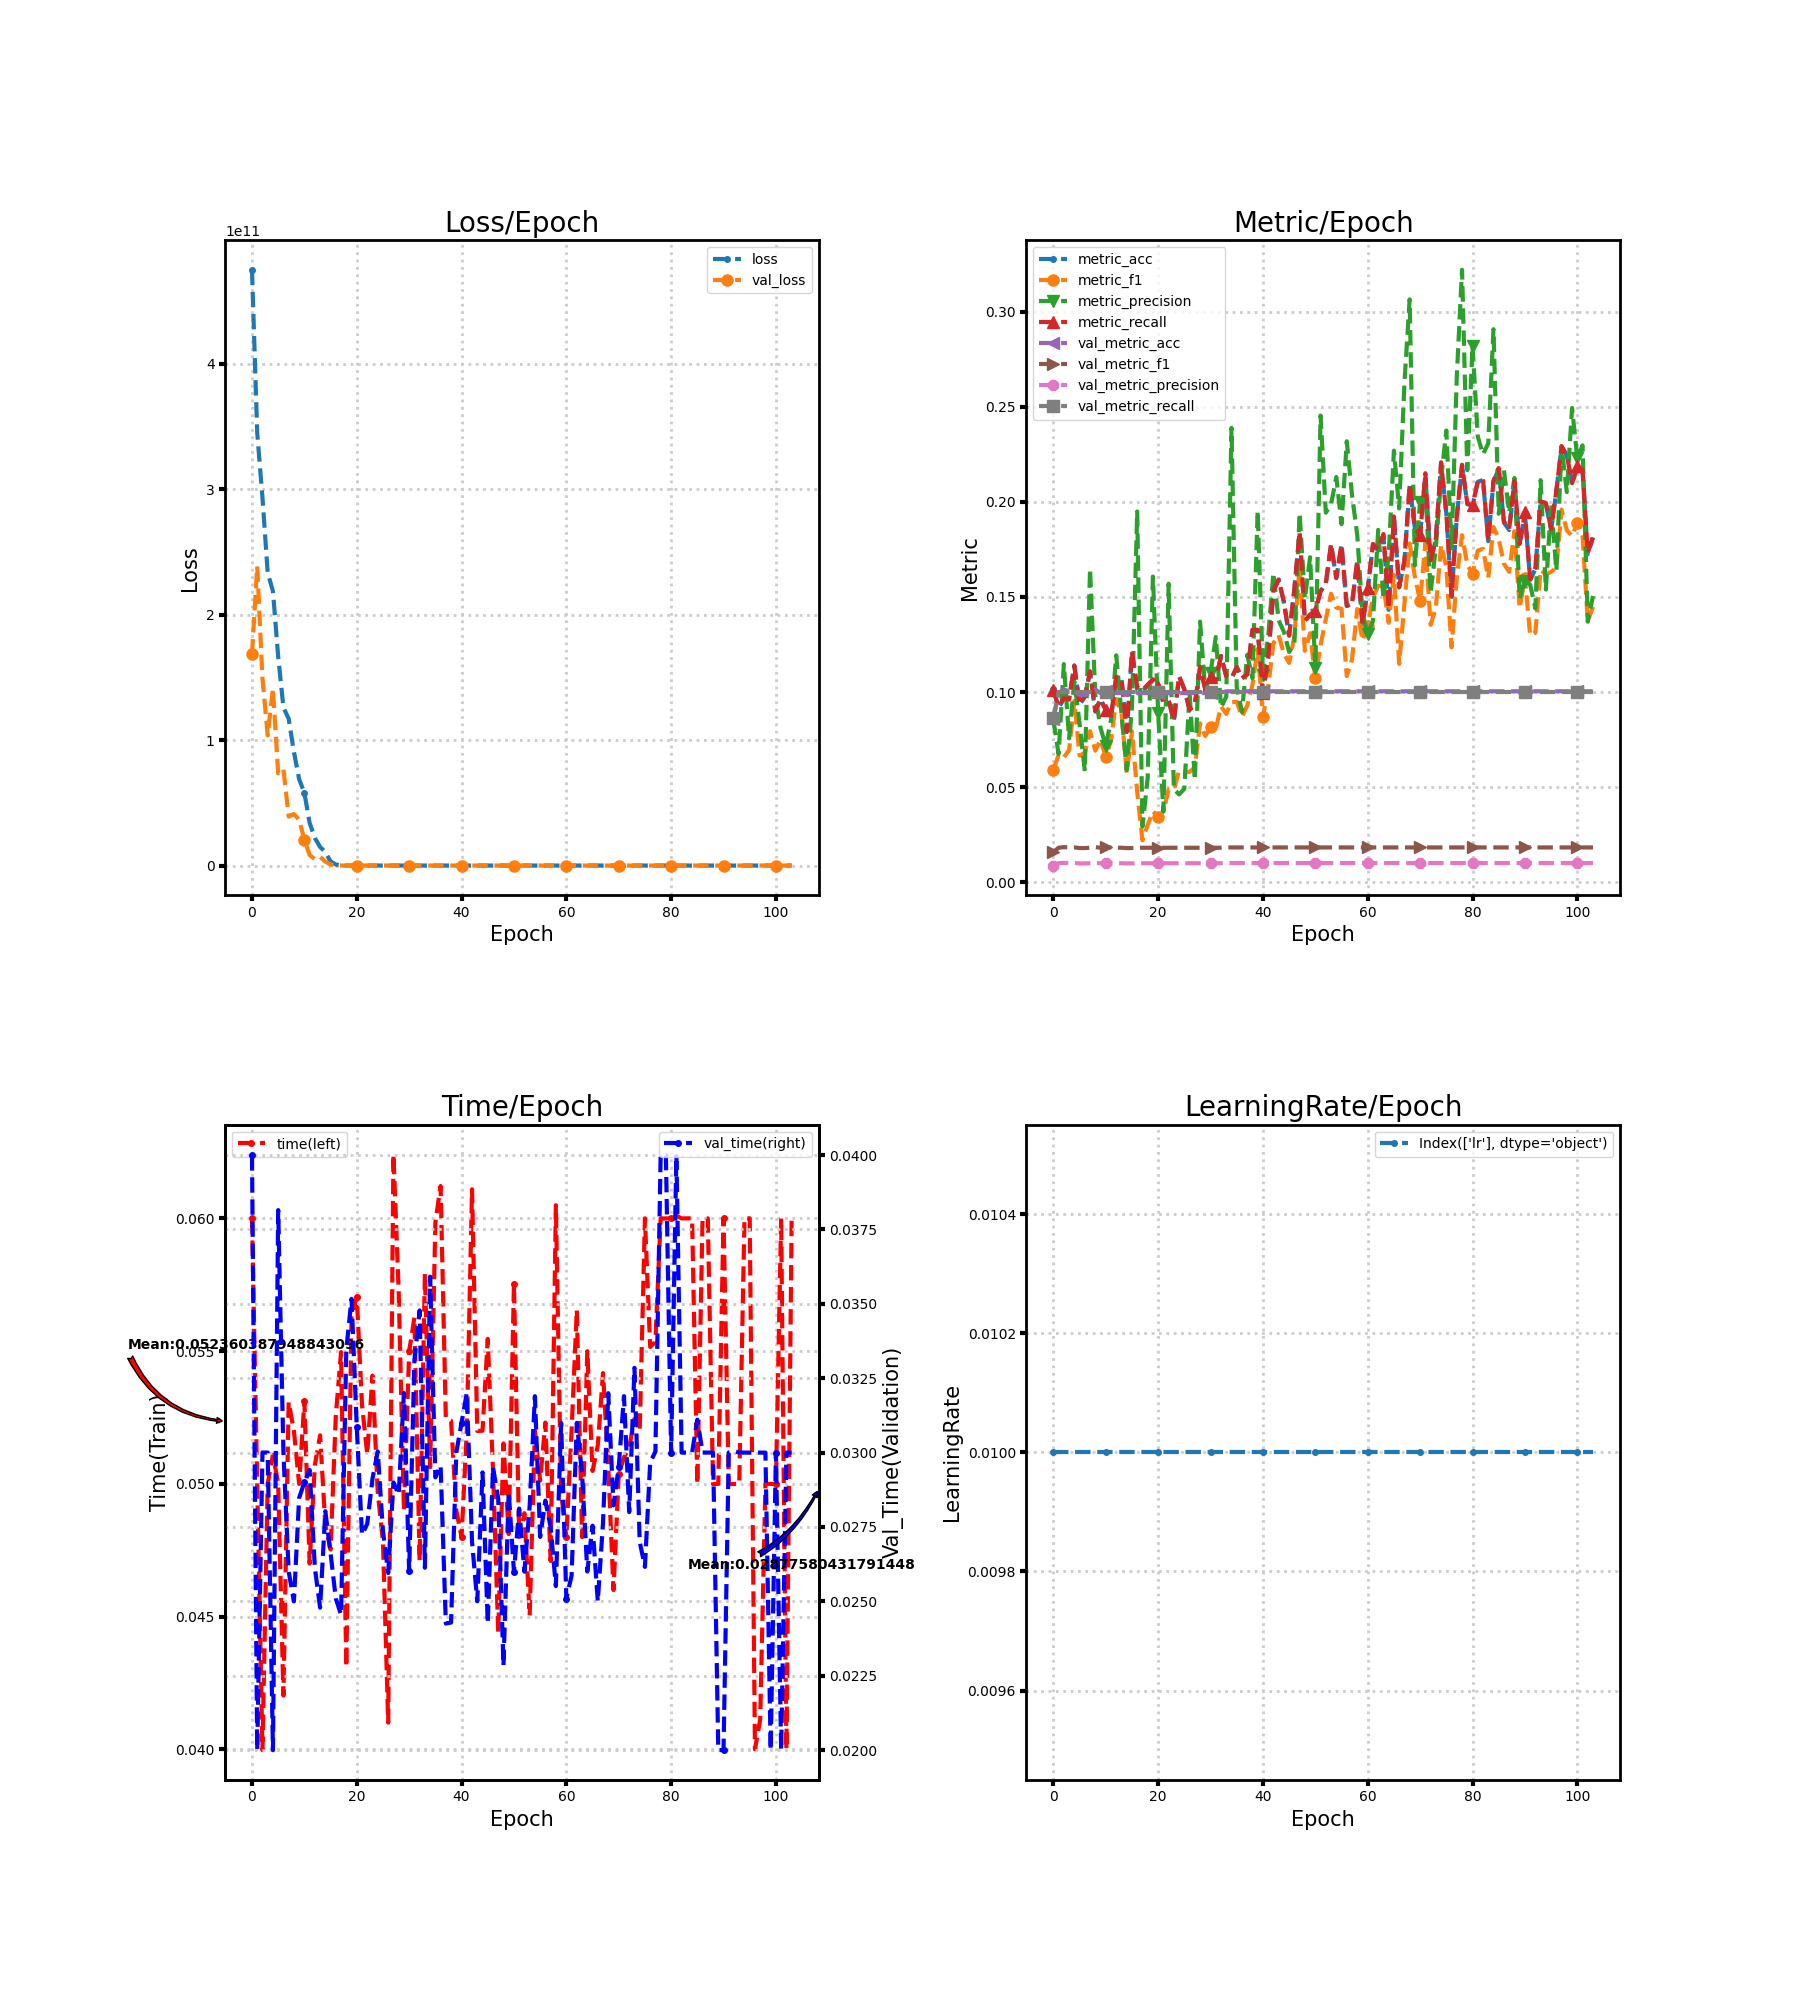 Loss/Epoch
1e11
loss
val_loss
4
3
2
1
0
Loss
0 20 40 60 80 100
Epoch
Metric/Epoch
metric_acc
metric_f1
metric_precision
metric_recall
val_metric_acc
val_metric_f1
val_metric_precision
val_metric_recall
0.30
0.25
0.20
0.15
0.10
0.05
0.00
Metric
0 20 40 60 80 100
Epoch
Time/Epoch
time(left)
val_time(right)
0.060
0.055
0.050
0.045
0.040
Time(Train)
0.0400
0.0375
0.0350
0.0325
0.0300
0.0275
0.0250
0.0225
0.0200
Val_Time(Validation)
Mean:0.02877580431791448
0 20 40 60 80 100
Epoch
LearningRate/Epoch
Index(['lr'], dtype='object')
0.0104
0.0102
0.0100
0.0098
0.0096
LearningRate
0 20 40 60 80 100
Epoch